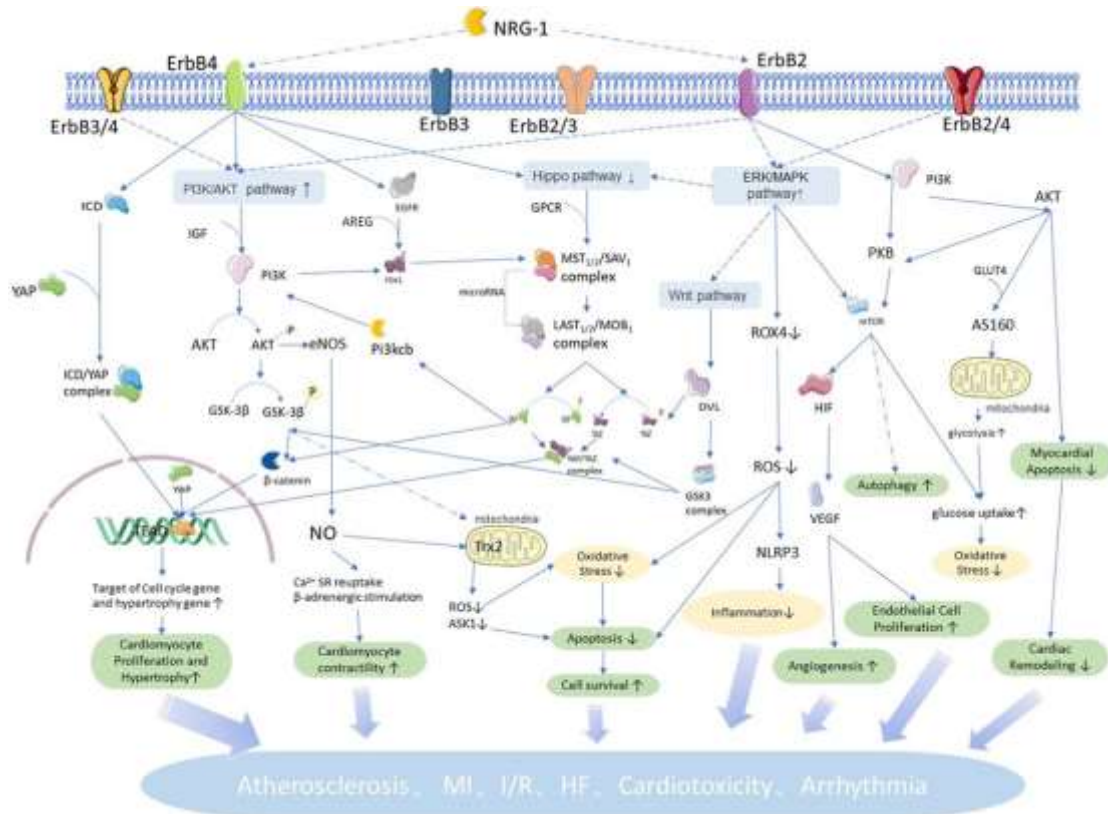 NRG-1
ErbB4
ErbB2
ErbB3/4
ErbB3
ErbB2/3
ErbB2/4
PI3K/AKT
pathway ↑
Hippo pathway ↓
ERK/MAPK
pathway↑
PI3K
ICD
EGFR
AREG
GPCR
AKT
IGF
PKB
GLUT4
Pi3K
MST1/2/SAV1
complex
microRNA
Wnt pathway
YAP
mTOR
AS160
LAST1/2/MOB1
complex
ROX4↓
AKT
AKT
P
eNOS
Pi3kcb
mitochondria
ICD/YAP
complex
GSK-3β
GSK-3β
P
DVL
HIF
glycolysis↑
Myocardial
Apoptosis ↓
β-catenin
complex
GSK3
complex
ROS ↓
Autophagy ↑
YAP
VEGF
glucose uptake↑
NO
mitochondria
Trx2
Oxidative
Stress ↓
NLRP3
Oxidative
Stress ↓
Target of Cell cycle gene
and hypertrophy gene ↑
Ca²⁺ SR reuptake
β-adrenergic stimulation
ROS↓
ASK1↓
Inflammation↓
Endothelial Cell
Proliferation ↑
Apoptosis ↓
Cardiomyocyte
Proliferation and
Hypertrophy↑
Cardiomyocyte
contractility ↑
Cell survival ↑
Angiogenesis ↑
Cardiac
Remodeling ↓
Atherosclerosis、 MI、 I/R、 HF、 Cardiotoxicity、 Arrhythmia